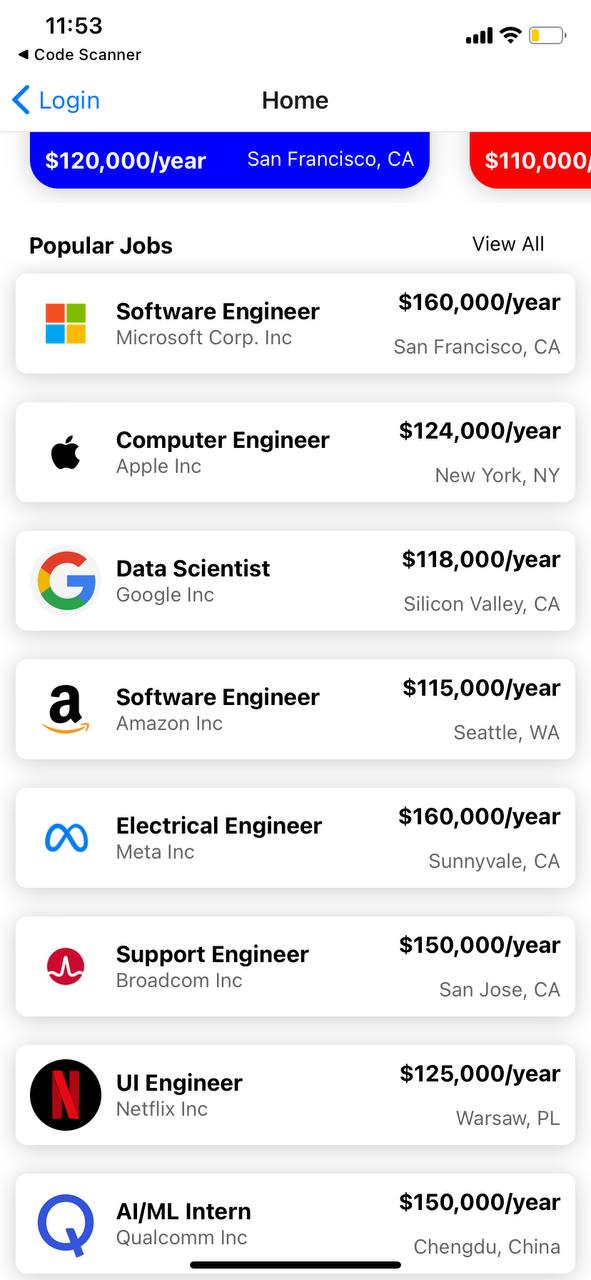 11:53
◀ Code Scanner
Login
Home
$120,000/year
San Francisco, CA
$110,000/
Popular Jobs
View All
Software Engineer
$160,000/year
Microsoft Corp. Inc
San Francisco, CA
Computer Engineer
$124,000/year
Apple Inc
New York, NY
Data Scientist
$118,000/year
Google Inc
Silicon Valley, CA
Software Engineer
$115,000/year
Amazon Inc
Seattle, WA
Electrical Engineer
$160,000/year
Meta Inc
Sunnyvale, CA
Support Engineer
$150,000/year
Broadcom Inc
San Jose, CA
UI Engineer
$125,000/year
Netflix Inc
Warsaw, PL
AI/ML Intern
$150,000/year
Qualcomm Inc
Chengdu, China